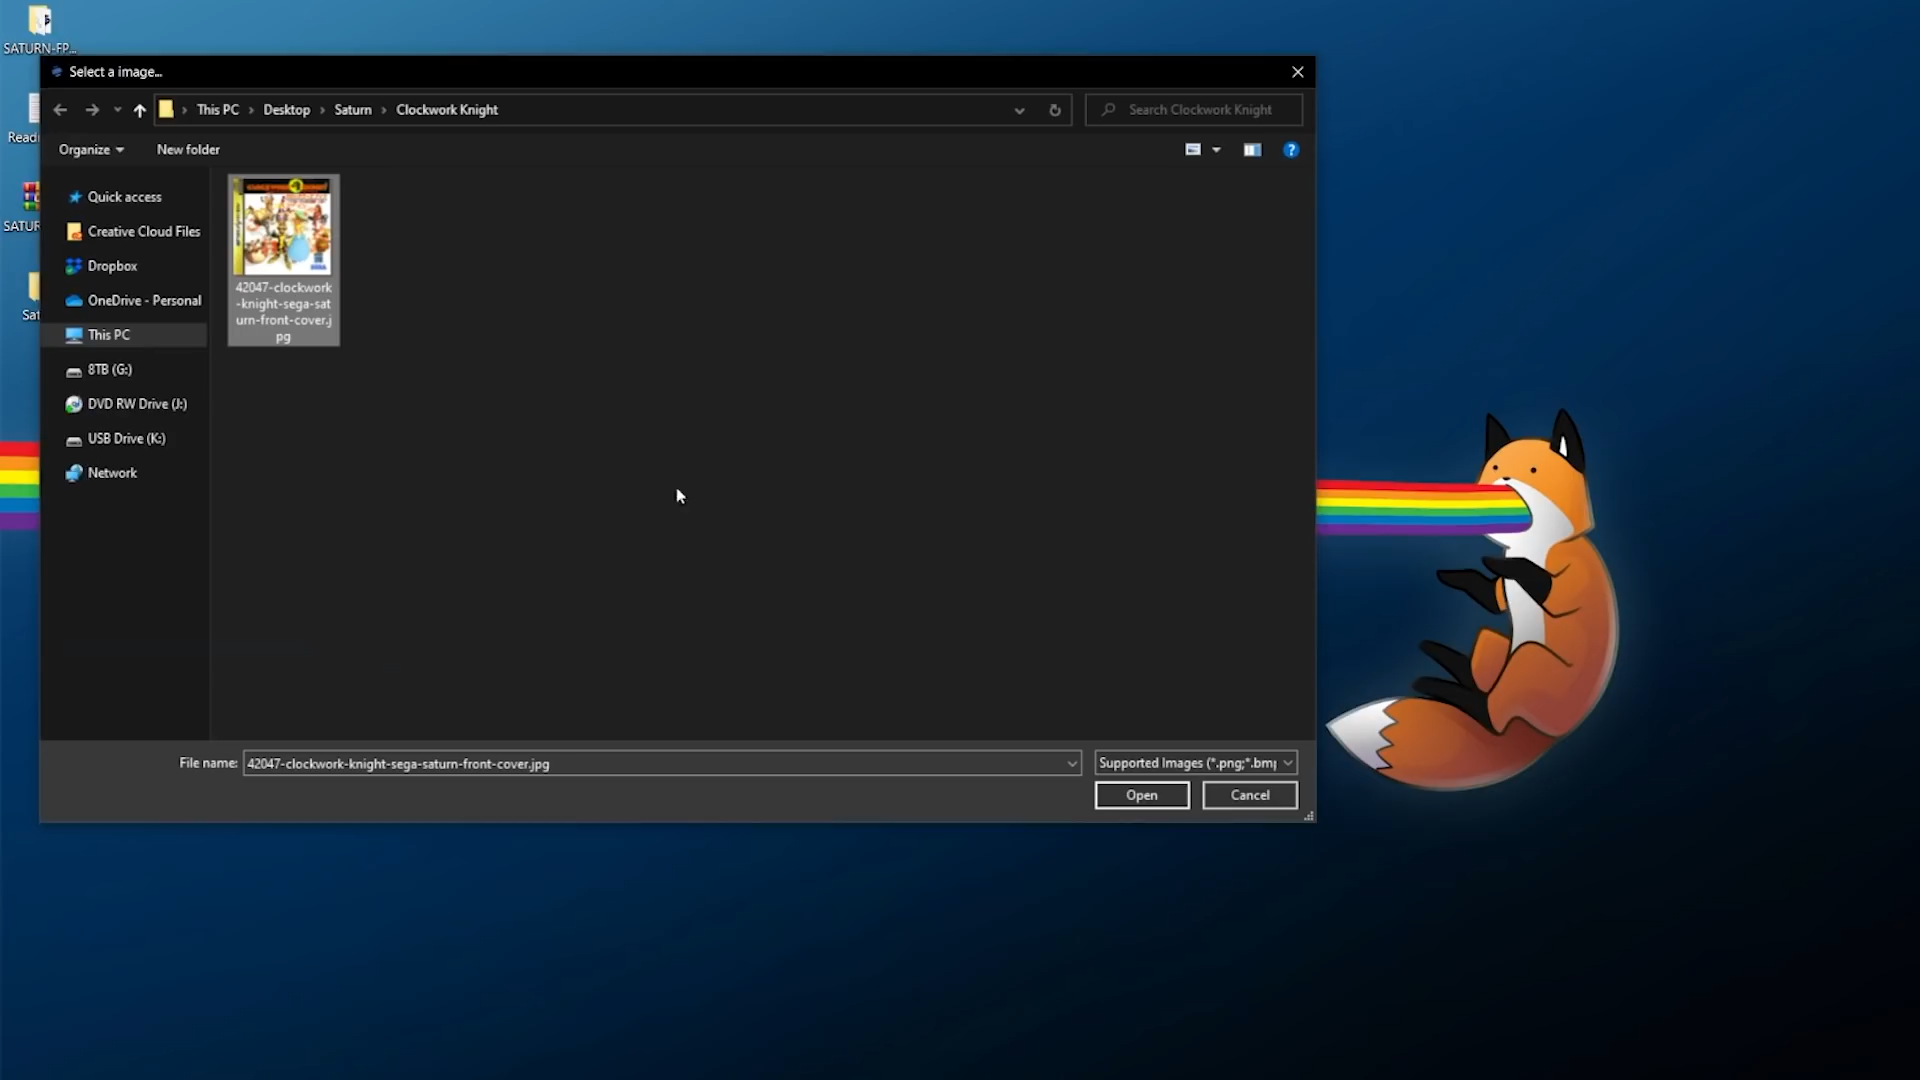 SATURN-FP...
Select a image...
This PC
Desktop
Saturn
Clockwork Knight
Search Clockwork Knight
Organize
New folder
?
Quick access
Creative Cloud Files
Dropbox
OneDrive - Personal
This PC
8TB (G:)
DVD RW Drive (J:)
USB Drive (K:)
Network
Read
SATUR
Sat
SEGA
42047-clockwork
-knight-sega-sat
urn-front-cover.j
pg
File name:
42047-clockwork-knight-sega-saturn-front-cover.jpg
Supported Images (*.png;*.bmp
Open
Cancel